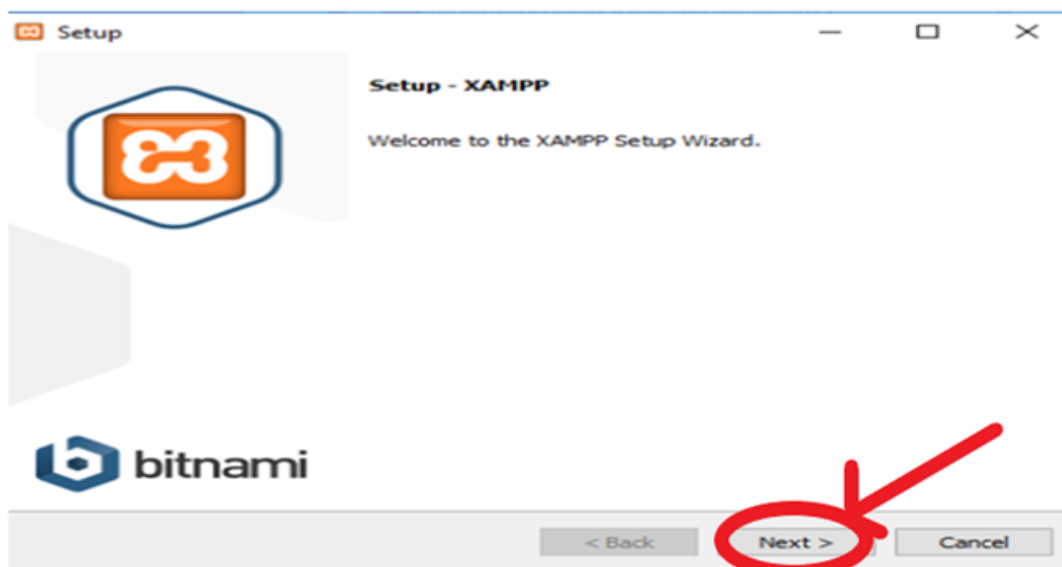 Setup
Setup - XAMPP
Welcome to the XAMPP Setup Wizard.
bitnami
< Back
Next >
Cancel